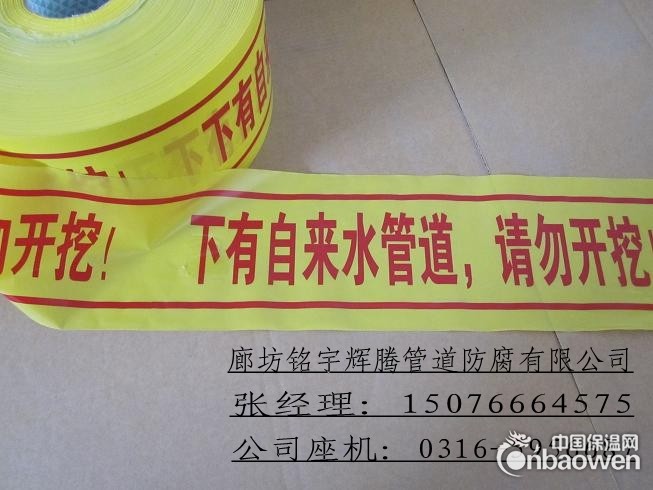 下有自
挖!
勿开挖! 下有自来水管道,请勿开挖!
廊坊铭宇辉腾管道防腐有限公司
张经理: 15076664575
公司座机: 0316-
中国保温网
cnbaowen